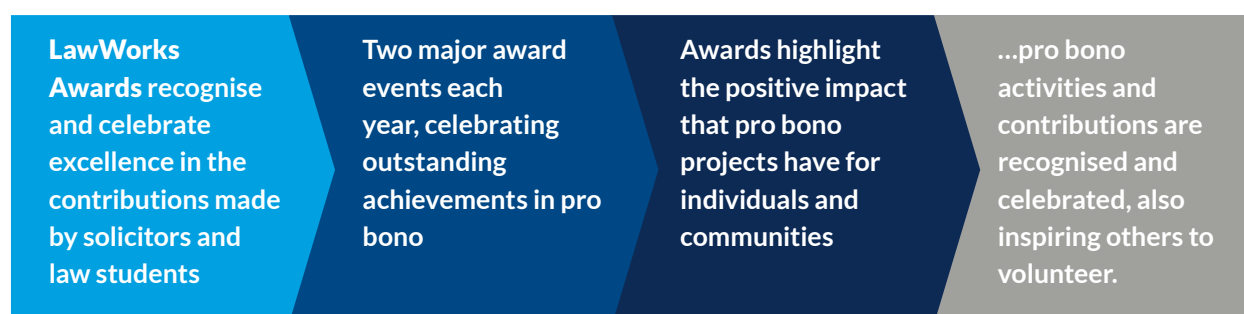 LawWorks
Awards recognise
and celebrate
excellence in the
contributions made
by solicitors and
law students
Two major award
events each
year, celebrating
outstanding
achievements in pro
bono
Awards highlight
the positive impact
that pro bono
projects have for
individuals and
communities
...pro bono
activities and
contributions are
recognised and
celebrated, also
inspiring others to
volunteer.